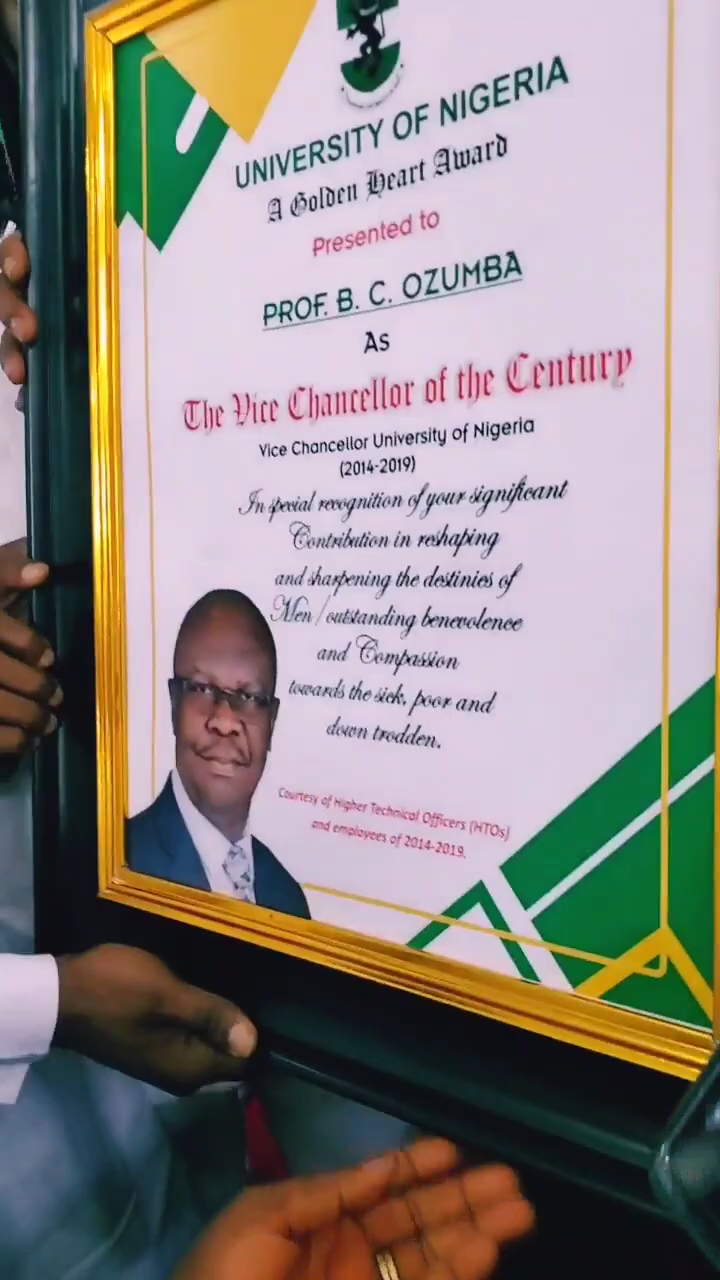 UNIVERSITY OF NIGERIA
A Golden Heart Award
Presented to
PROF. B. C. OZUMBA
As
The Vice Chancellor of the Century
Vice Chancellor University of Nigeria
(2014-2019)
In special recognition of your significant
Contribution in reshaping
and sharpening the destinies of
Men/outstanding benevolence
and Compassion
towards the sick, poor and
down trodden.
Courtesy of Higher Technical Officers (HTOs)
and employees of 2014-2019.